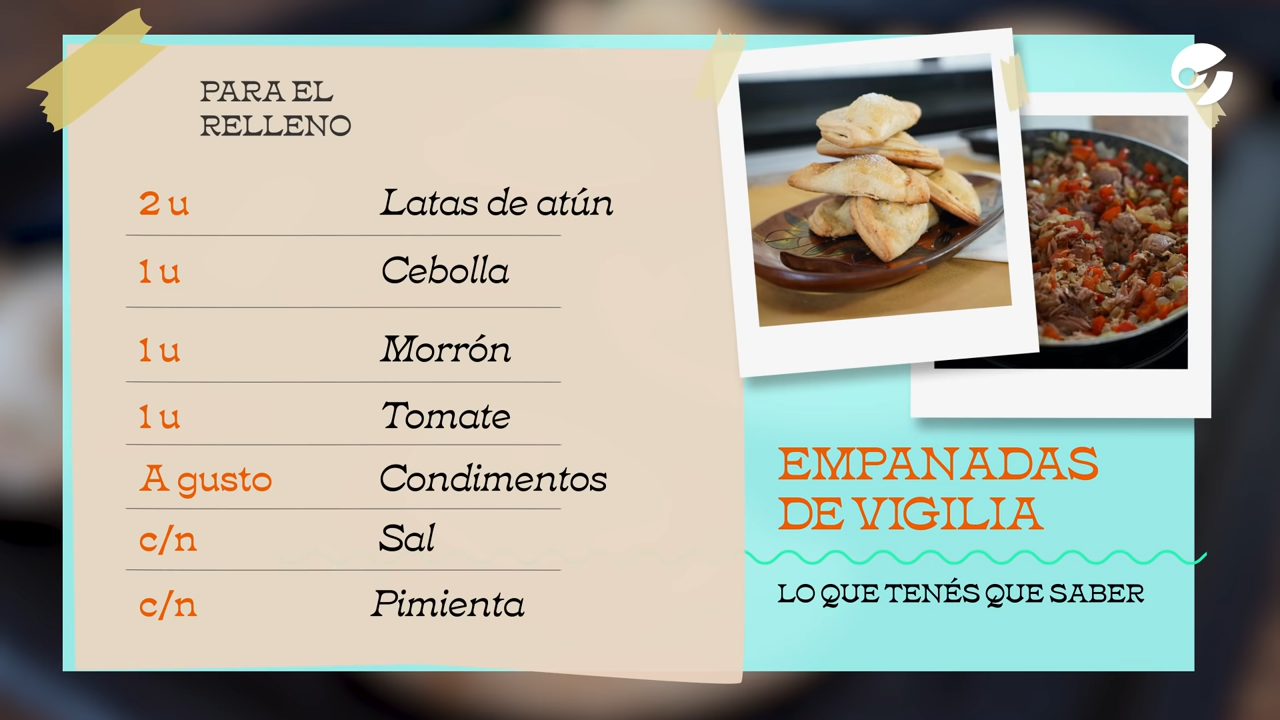 PARA EL
RELLENO
2 u Latas de atún
1 u Cebolla
1 u Morrón
1 u Tomate
A gusto Condimentos
c/n Sal
c/n Pimienta
EMPANADAS
DE VIGILIA
LO QUE TENÉS QUE SABER